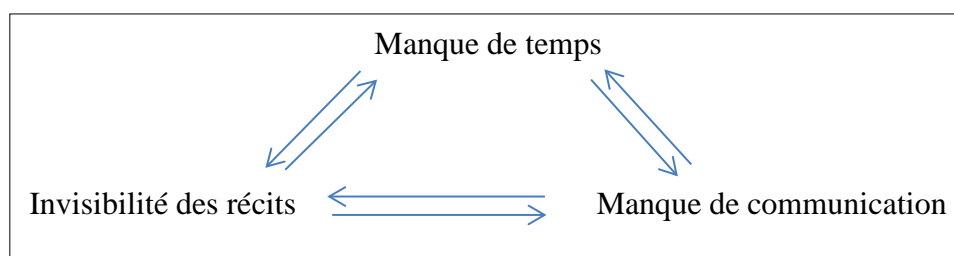 Manque de temps
Invisibilité des récits
Manque de communication